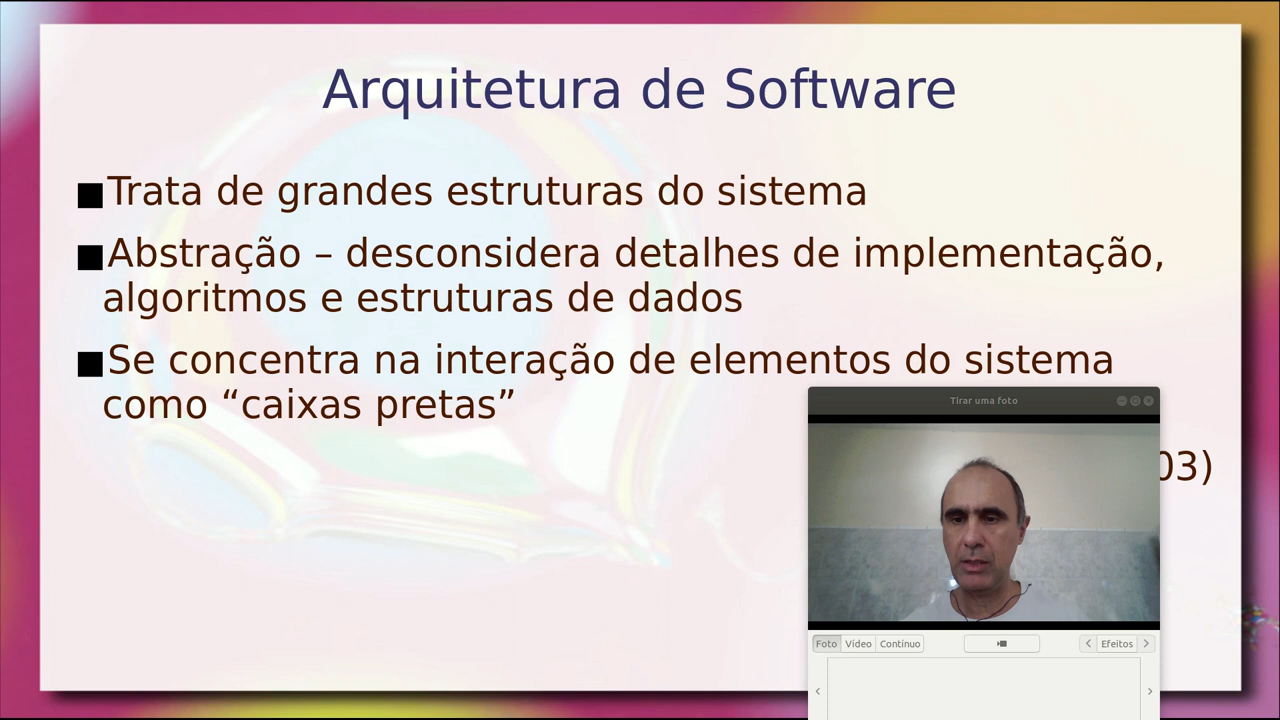 Arquitetura de Software
■Trata de grandes estruturas do sistema
■Abstração – desconsidera detalhes de implementação,
algoritmos e estruturas de dados
■Se concentra na interação de elementos do sistema
como “caixas pretas”
03)
Tirar uma foto
Foto Vídeo Contínuo Efeitos